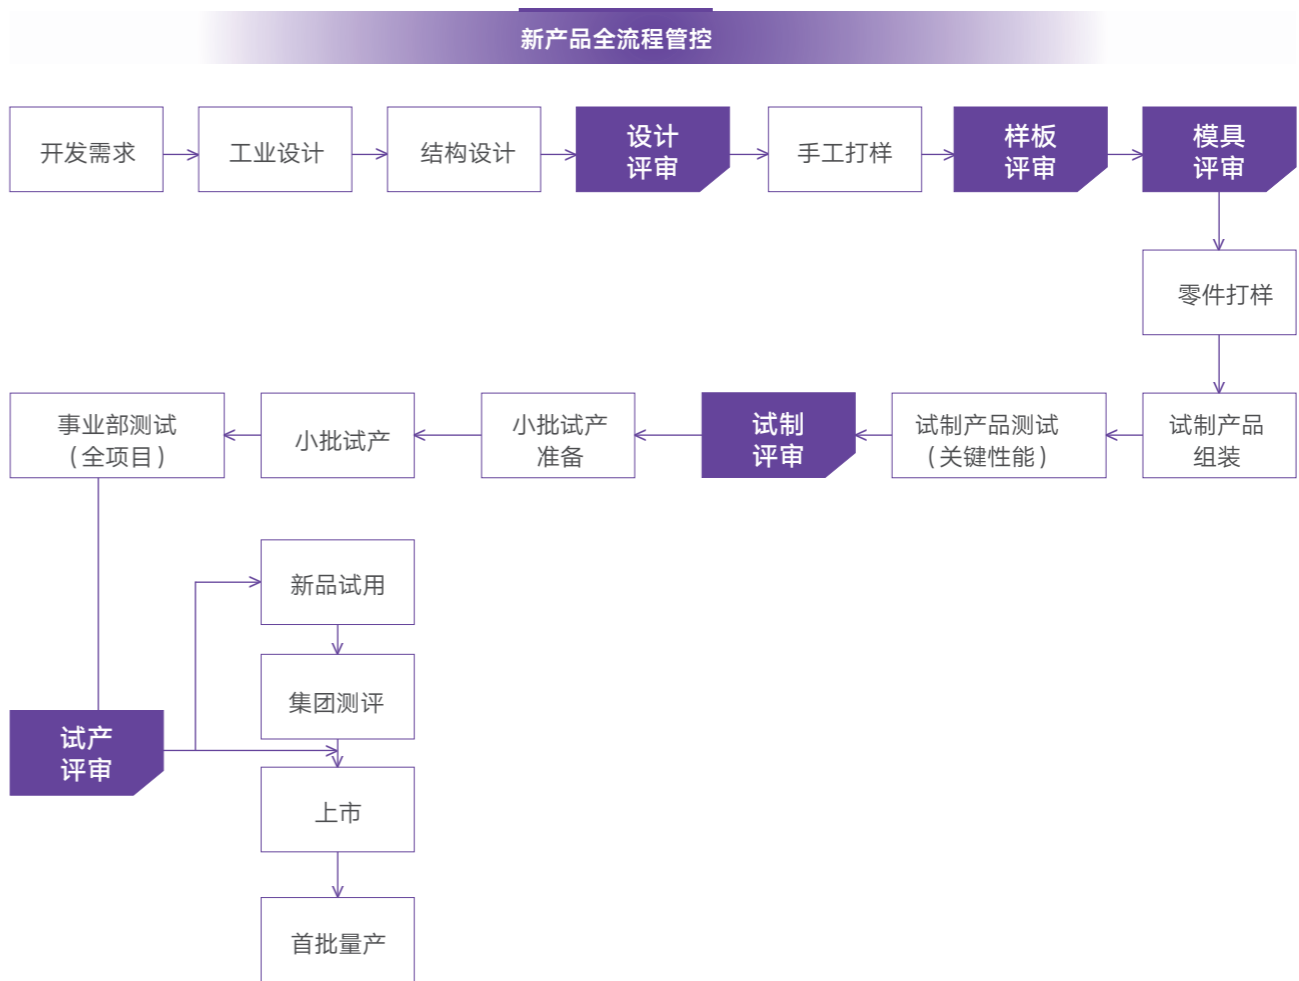 新产品全流程管控
开发需求
工业设计
结构设计
设计
评审
手工打样
样板
评审
模具
评审
零件打样
试制产品
组装
试制产品测试
（关键性能）
试制
评审
小批试产
准备
小批试产
事业部测试
（全项目）
试产
评审
新品试用
集团测评
上市
首批量产